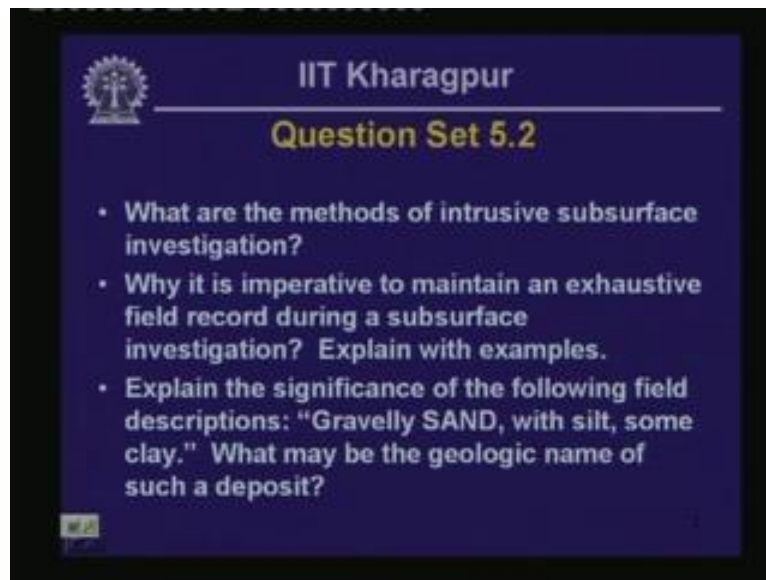 IIT Kharagpur
Question Set 5.2
• What are the methods of intrusive subsurface
investigation?
• Why it is imperative to maintain an exhaustive
field record during a subsurface
investigation? Explain with examples.
• Explain the significance of the following field
descriptions: “Gravelly SAND, with silt, some
clay.” What may be the geologic name of
such a deposit?